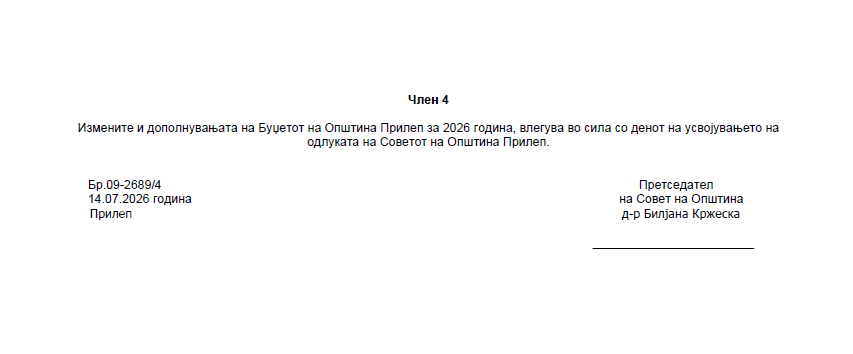 Член 4
Измените и дополнувањата на Буџетот на Општина Прилеп за 2026 година, влегува во сила со денот на усвојувањето на
одлуката на Советот на Општина Прилеп.
Бр.09-2689/4
14.07.2026 година
Прилеп
Претседател
на Совет на Општина
д-р Билјана Кржеска